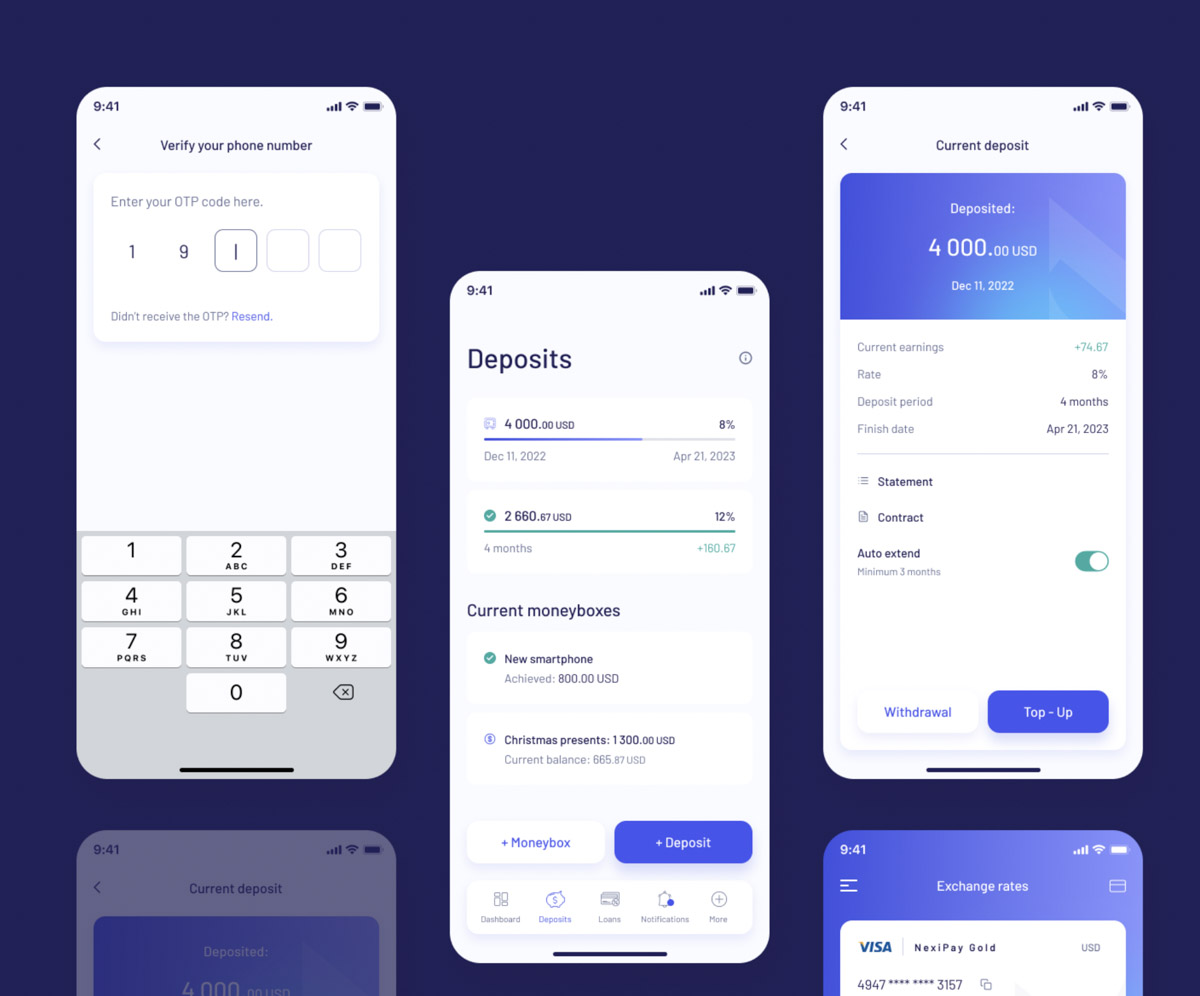 9:41
Verify your phone number
Enter your OTP code here.
1 9
Didn't receive the OTP? Resend.
1
2 3
ABC DEF
4 5 6
GHI JKL MNO
7 8 9
PQRS TUV WXYZ
0
9:41
Current deposit
Deposited:
4 000.00 USD
9:41
Deposits
4 000.00 USD 8%
Dec 11, 2022 Apr 21, 2023
2 660.67 USD 12%
4 months +160.67
Current moneyboxes
New smartphone
Achieved: 800.00 USD
Christmas presents: 1 300.00 USD
Current balance: 665.87 USD
+ Moneybox + Deposit
Dashboard Deposits Loans Notifications More
9:41
Current deposit
Deposited:
4 000.00 USD
Dec 11, 2022
Current earnings +74.67
Rate 8%
Deposit period 4 months
Finish date Apr 21, 2023
Statement
Contract
Auto extend
Minimum 3 months
Withdrawal Top - Up
9:41
Exchange rates
VISA NexiPay Gold USD
4947 **** **** 3157